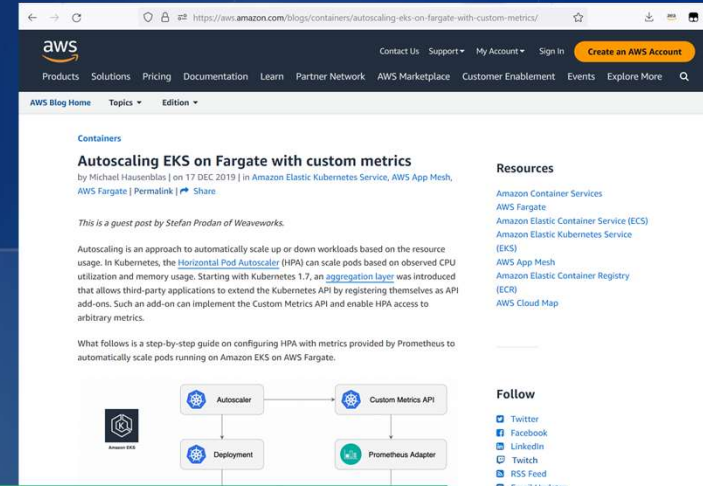 https://aws.amazon.com/blogs/containers/autoscaling-eks-on-fargate-with-custom-metrics/
aws
Contact Us Support My Account Sign In Create an AWS Account
Products Solutions Pricing Documentation Learn Partner Network AWS Marketplace Customer Enablement Events Explore More
AWS Blog Home Topics Edition
Containers
Autoscaling EKS on Fargate with custom metrics
by Michael Hausenblas | on 17 DEC 2019 | in Amazon Elastic Kubernetes Service, AWS App Mesh,
AWS Fargate | Permalink | Share
This is a guest post by Stefan Prodan of Weaveworks.
Autoscaling is an approach to automatically scale up or down workloads based on the resource
usage. In Kubernetes, the Horizontal Pod Autoscaler (HPA) can scale pods based on observed CPU
utilization and memory usage. Starting with Kubernetes 1.7, an aggregation layer was introduced
that allows third-party applications to extend the Kubernetes API by registering themselves as API
add-ons. Such an add-on can implement the Custom Metrics API and enable HPA access to
arbitrary metrics.
What follows is a step-by-step guide on configuring HPA with metrics provided by Prometheus to
automatically scale pods running on Amazon EKS on AWS Fargate.
Autoscaler Custom Metrics API
Amazon EKS
Deployment Prometheus Adapter
Resources
Amazon Container Services
AWS Fargate
Amazon Elastic Container Service (ECS)
Amazon Elastic Kubernetes Service
(EKS)
AWS App Mesh
Amazon Elastic Container Registry
(ECR)
AWS Cloud Map
Follow
Twitter
Facebook
LinkedIn
Twitch
RSS Feed